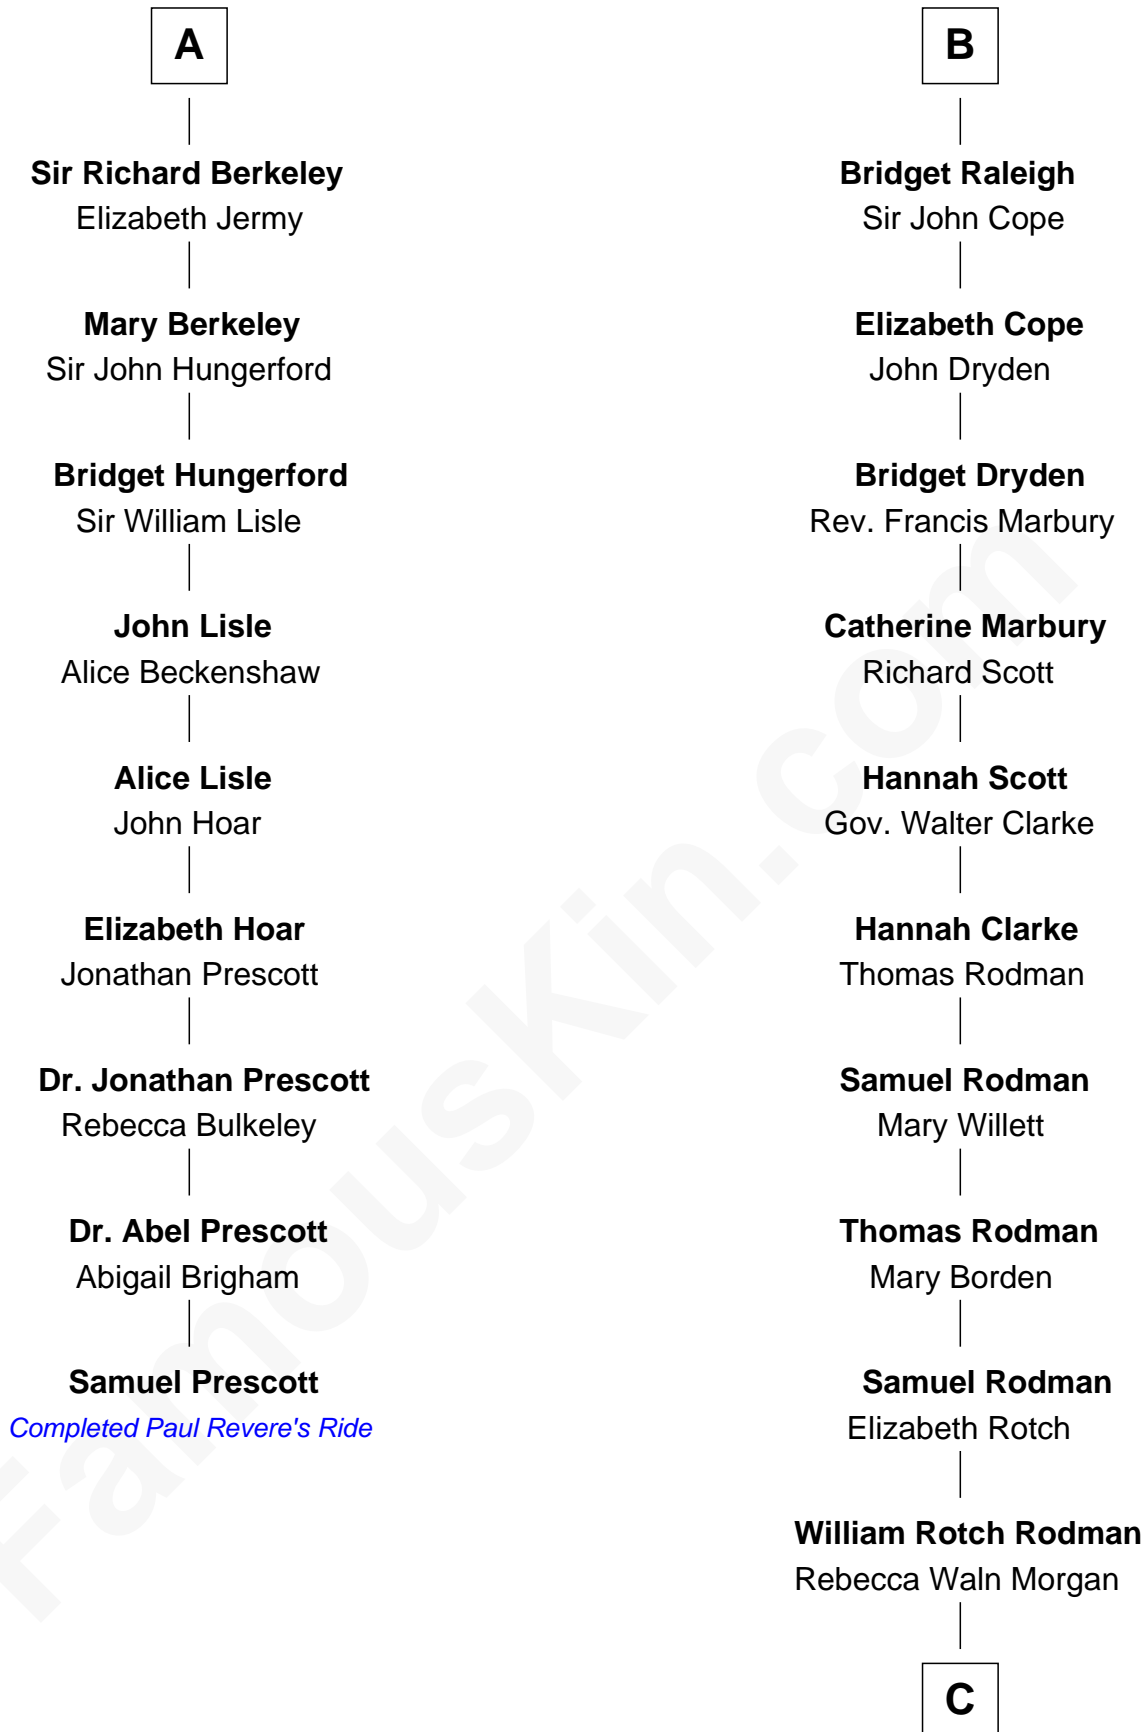 A
Sir Richard Berkeley
Elizabeth Jermy
Mary Berkeley
Sir John Hungerford
Bridget Hungerford
Sir William Lisle
John Lisle
Alice Beckenshaw
Alice Lisle
John Hoar
Elizabeth Hoar
Jonathan Prescott
Dr. Jonathan Prescott
Rebecca Bulkeley
Dr. Abel Prescott
Abigail Brigham
Samuel Prescott
Completed Paul Revere's Ride
B
Bridget Raleigh
Sir John Cope
Elizabeth Cope
John Dryden
Bridget Dryden
Rev. Francis Marbury
Catherine Marbury
Richard Scott
Hannah Scott
Gov. Walter Clarke
Hannah Clarke
Thomas Rodman
Samuel Rodman
Mary Willett
Thomas Rodman
Mary Borden
Samuel Rodman
Elizabeth Rotch
William Rotch Rodman
Rebecca Waln Morgan
C
FamousKin.com